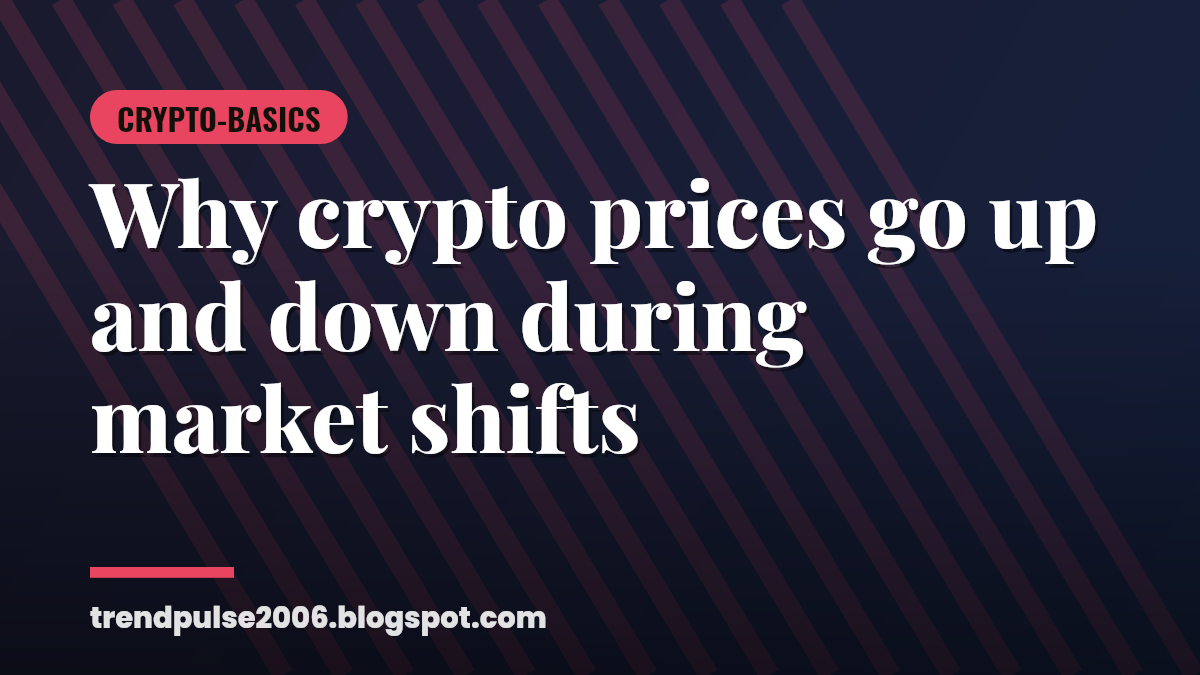 CRYPTO-BASICS
Why crypto prices go up
and down during
market shifts
trendpulse2006.blogspot.com